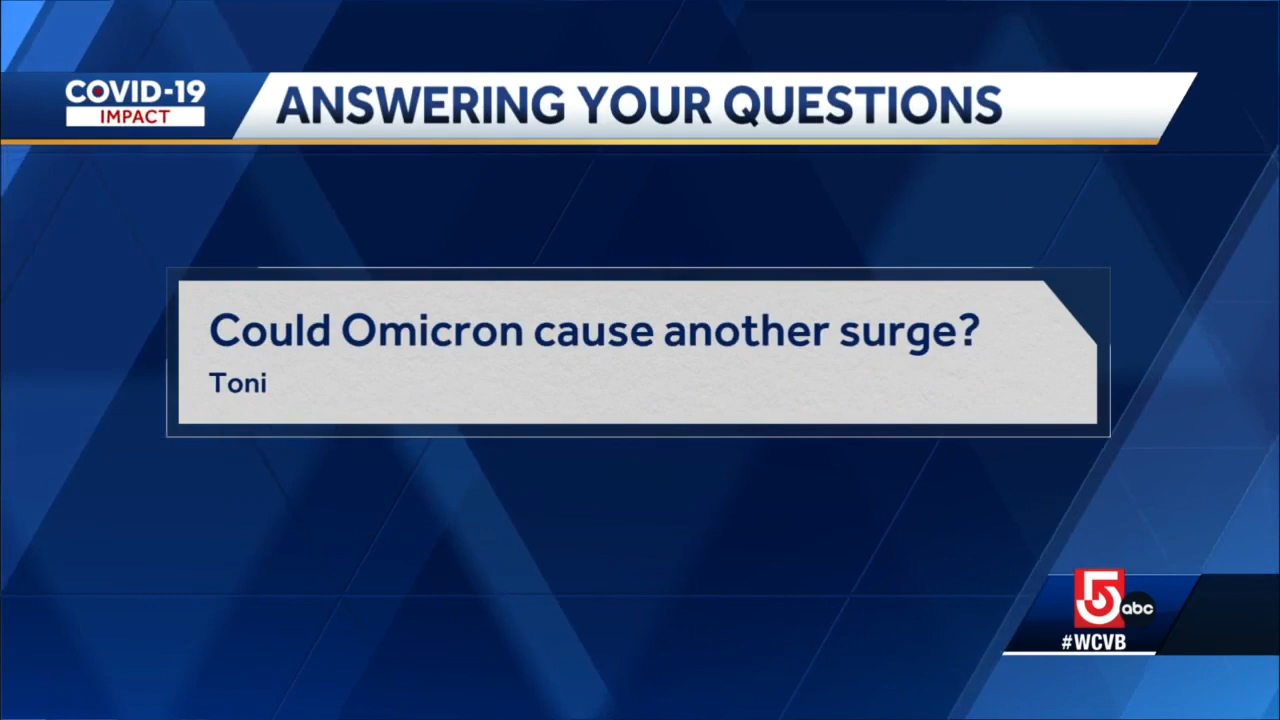 COVID-19
IMPACT
ANSWERING YOUR QUESTIONS
Could Omicron cause another surge?
Toni
5 abc
#WCVB